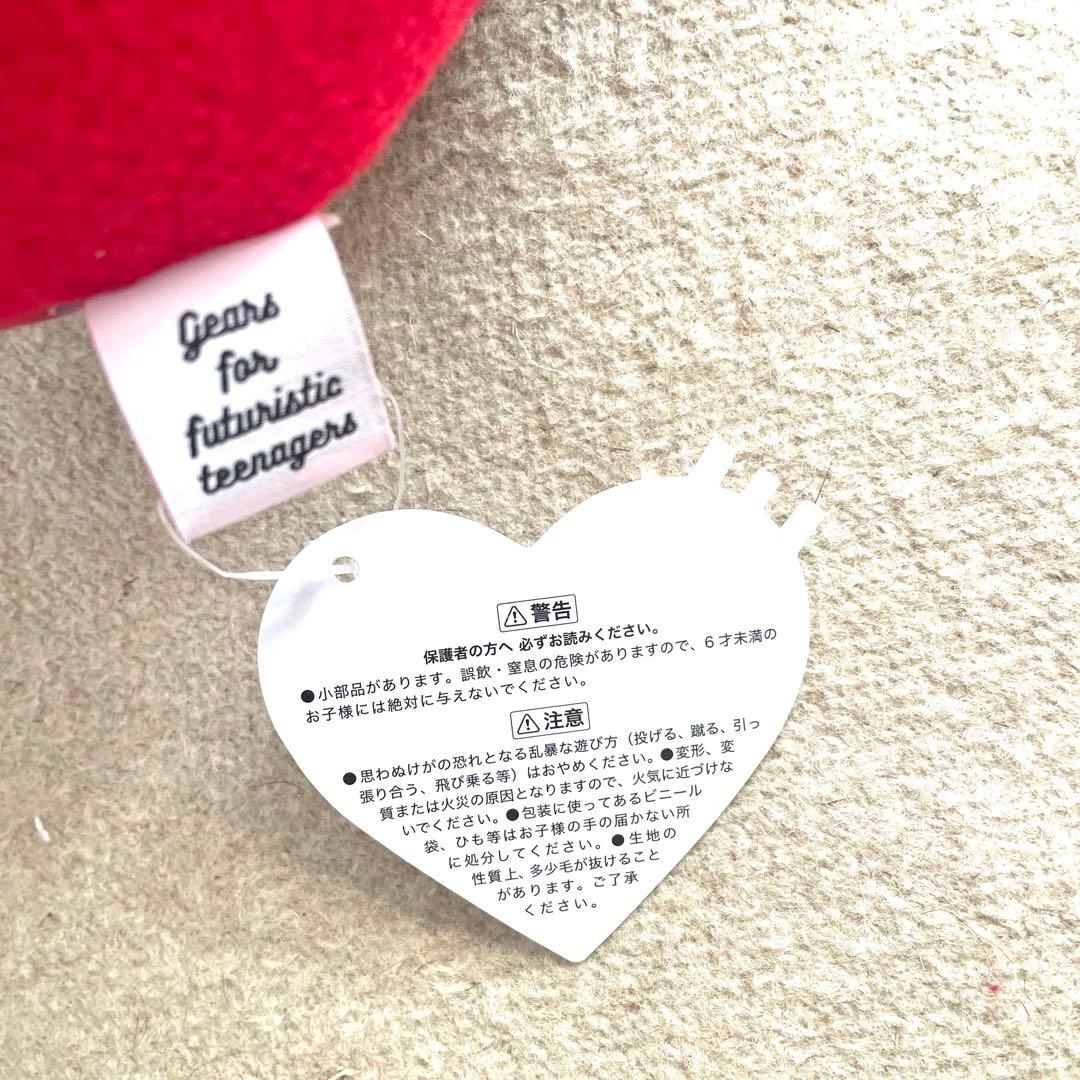 Gears
for
futuristic
teenagers
⚠警告
保護者の方へ 必ずお読みください。
●小部品があります。誤飲・窒息の危険がありますので、6才未満の
お子様には絶対に与えないでください。
⚠注意
●思わぬけがの恐れとなる乱暴な遊び方（投げる、蹴る、引っ
張り合う、飛び乗る等）はおやめください。●変形、変
質または火災の原因となりますので、火気に近づけな
いでください。●包装に使ってあるビニール
袋、ひも等はお子様の手の届かない所
に処分してください。●生地の
性質上、多少毛が抜けること
があります。ご了承
ください。